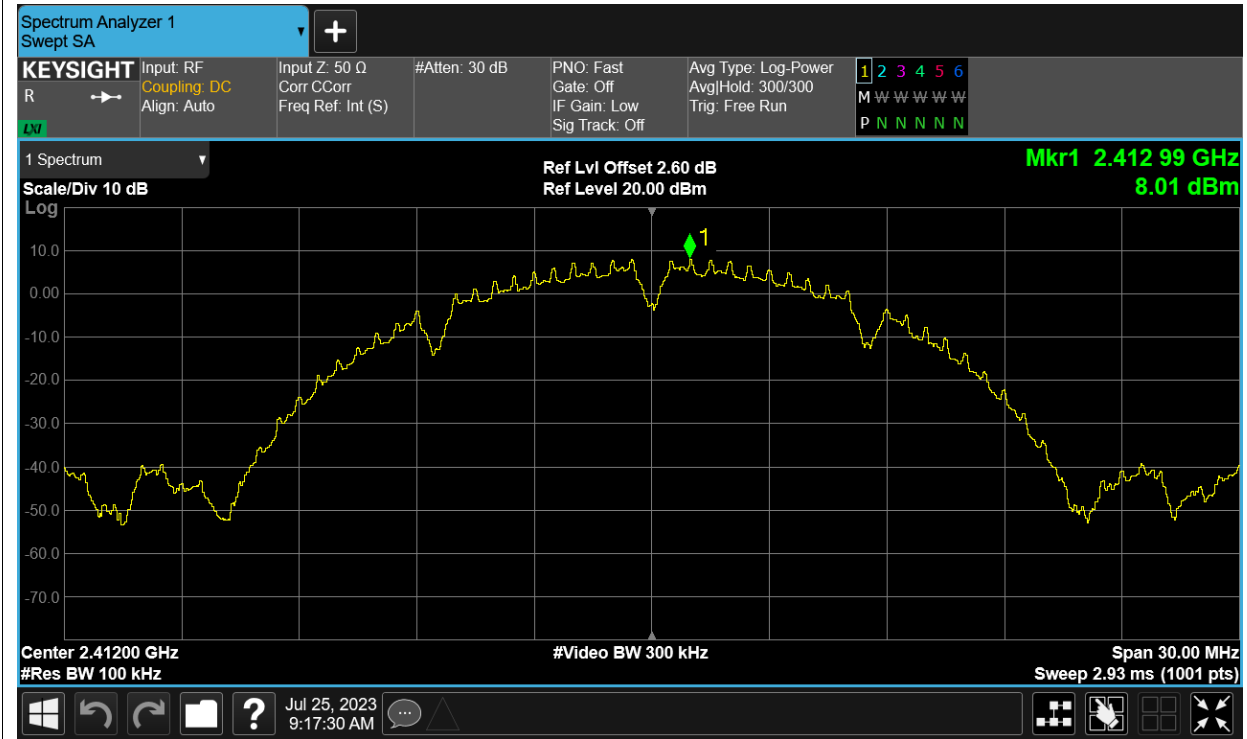 Spectrum Analyzer 1
Swept SA
KEYSIGHT
R
LXI
Input: RF
Coupling: DC
Align: Auto
Input Z: 50 Ω
Corr CCorr
Freq Ref: Int (S)
#Atten: 30 dB
PNO: Fast
Gate: Off
IF Gain: Low
Sig Track: Off
Avg Type: Log-Power
Avg|Hold: 300/300
Trig: Free Run
1 2 3 4 5 6
M W W W W W
P N N N N N
1 Spectrum
Scale/Div 10 dB
Log
Ref Lvl Offset 2.60 dB
Ref Level 20.00 dBm
Mkr1 2.412 99 GHz
8.01 dBm
1
10.0
0.00
-10.0
-20.0
-30.0
-40.0
-50.0
-60.0
-70.0
Center 2.41200 GHz
#Res BW 100 kHz
#Video BW 300 kHz
Span 30.00 MHz
Sweep 2.93 ms (1001 pts)
?
Jul 25, 2023
9:17:30 AM